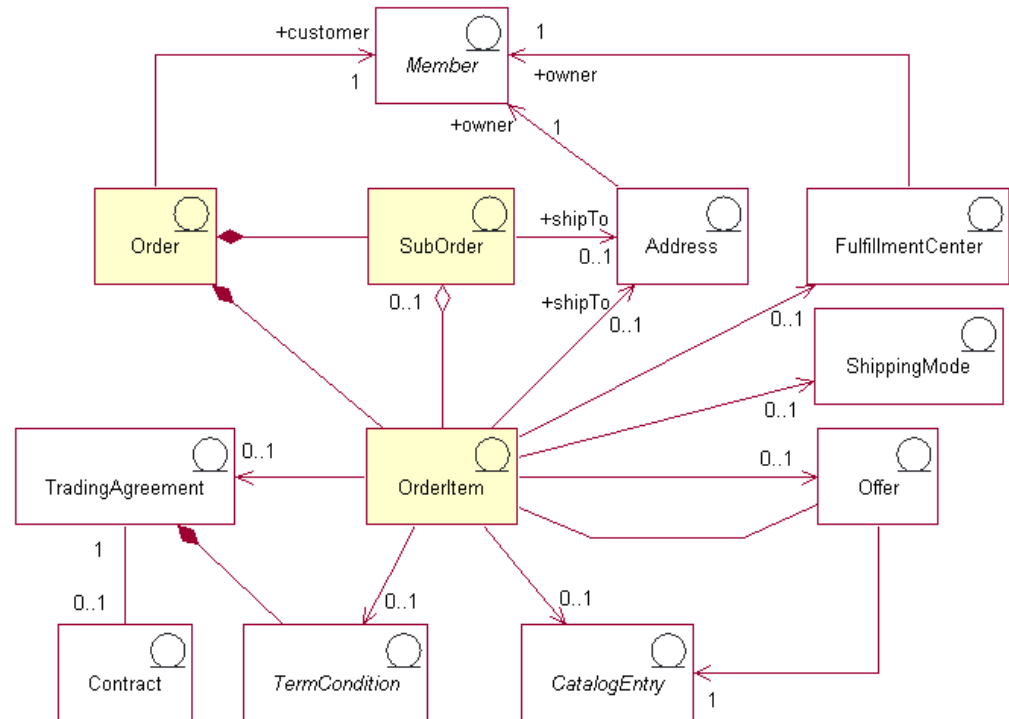 +customer
1
Member
1
+owner
+owner
1
Order
SubOrder
+shipTo
0..1
Address
FulfillmentCenter
0..1
+shipTo
0..1
0..1
ShippingMode
0..1
TradingAgreement
0..1
OrderItem
0..1
Offer
1
0..1
0..1
0..1
Contract
TermCondition
CatalogEntry
1